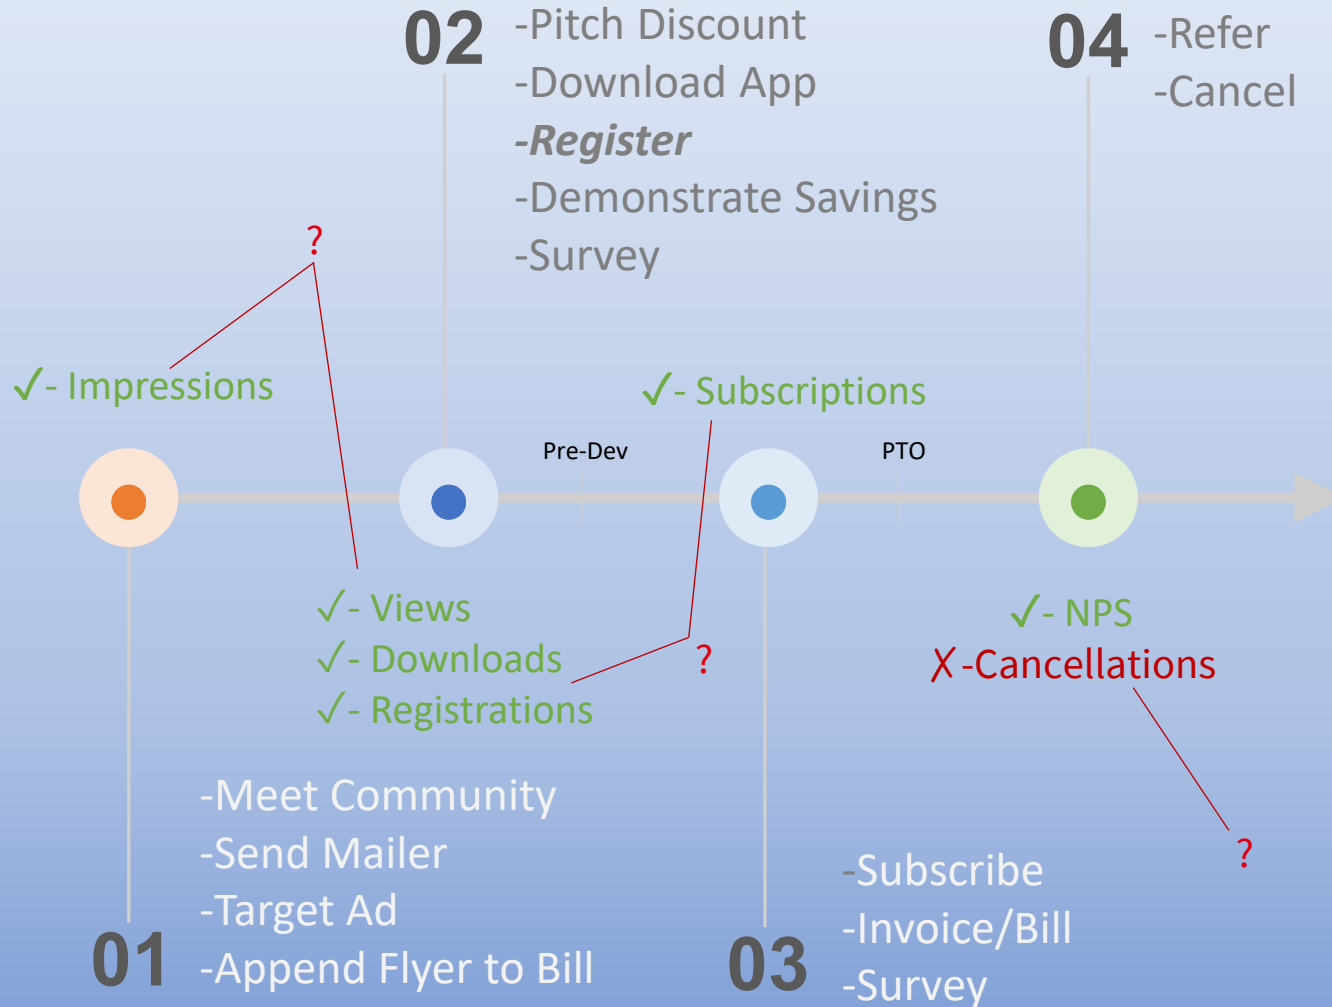 02
-Pitch Discount
-Download App
-Register
-Demonstrate Savings
-Survey
04
-Refer
-Cancel
?
✓- Impressions
✓- Subscriptions
Pre-Dev
PTO
✓- Views
✓- Downloads
✓- Registrations
?
✓- NPS
✗-Cancellations
?
01
-Meet Community
-Send Mailer
-Target Ad
-Append Flyer to Bill
03
-Subscribe
-Invoice/Bill
-Survey